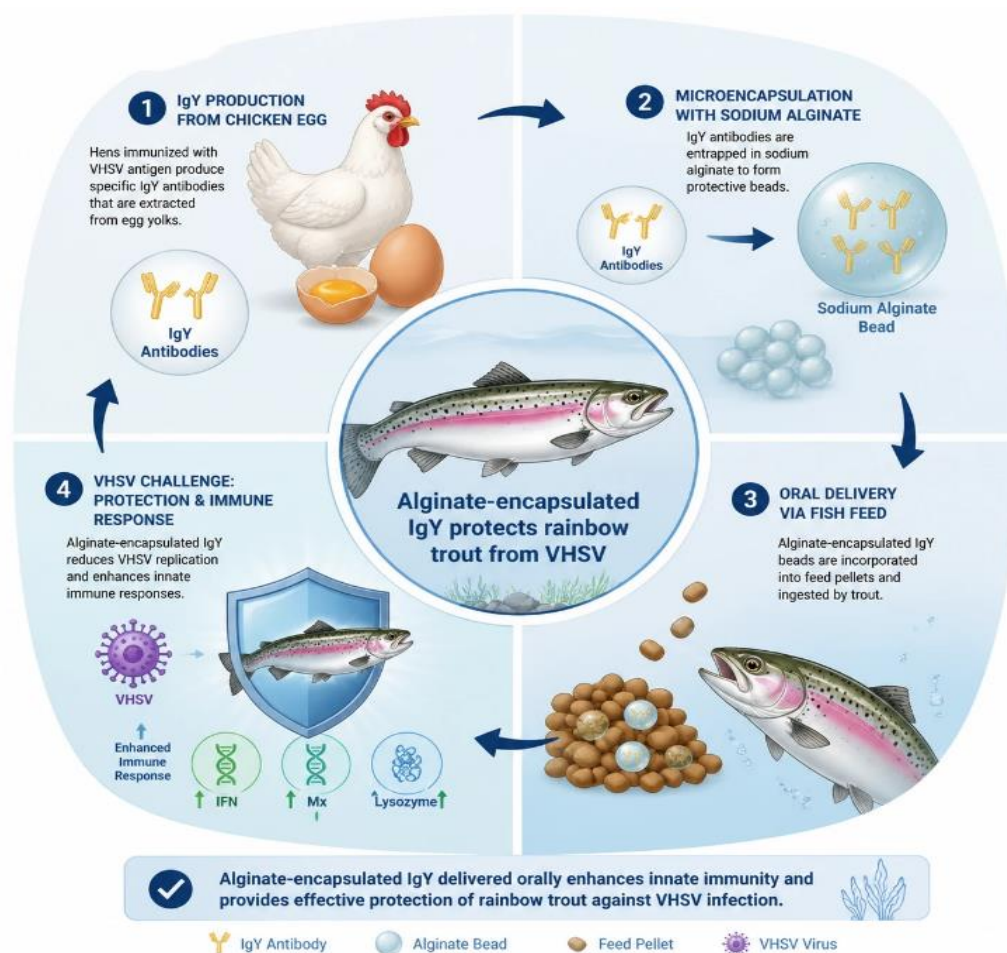 1
IgY PRODUCTION
FROM CHICKEN EGG
Hens immunized with
VHSV antigen produce
specific IgY antibodies
that are extracted
from egg yolks.
IgY
Antibodies
2
MICROENCAPSULATION
WITH SODIUM ALGINATE
IgY antibodies are
entrapped in sodium
alginate to form
protective beads.
IgY
Antibodies
Sodium Alginate
Bead
Alginate-encapsulated
IgY protects rainbow
trout from VHSV
3
ORAL DELIVERY
VIA FISH FEED
Alginate-encapsulated IgY
beads are incorporated
into feed pellets and
ingested by trout.
4
VHSV CHALLENGE:
PROTECTION & IMMUNE
RESPONSE
Alginate-encapsulated IgY
reduces VHSV replication
and enhances innate
immune responses.
VHSV
Enhanced
Immune
Response
↑ IFN
↑ Mx
↑ Lysozyme ↑
Alginate-encapsulated IgY delivered orally enhances innate immunity and
provides effective protection of rainbow trout against VHSV infection.
IgY Antibody Alginate Bead Feed Pellet VHSV Virus